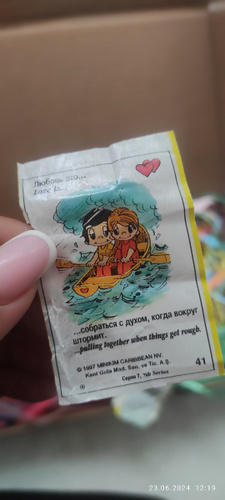 Любовь это...
Love is...
...собраться с духом, когда вокруг
штормит.
...pulling together when things get rough.
© 1997 MINIKIM CARIBBEAN NV.
Kent Gida Mad. San. ve Tic. A.Ş.
41
Серия 7, 7th Series
23.06.2024 12:19